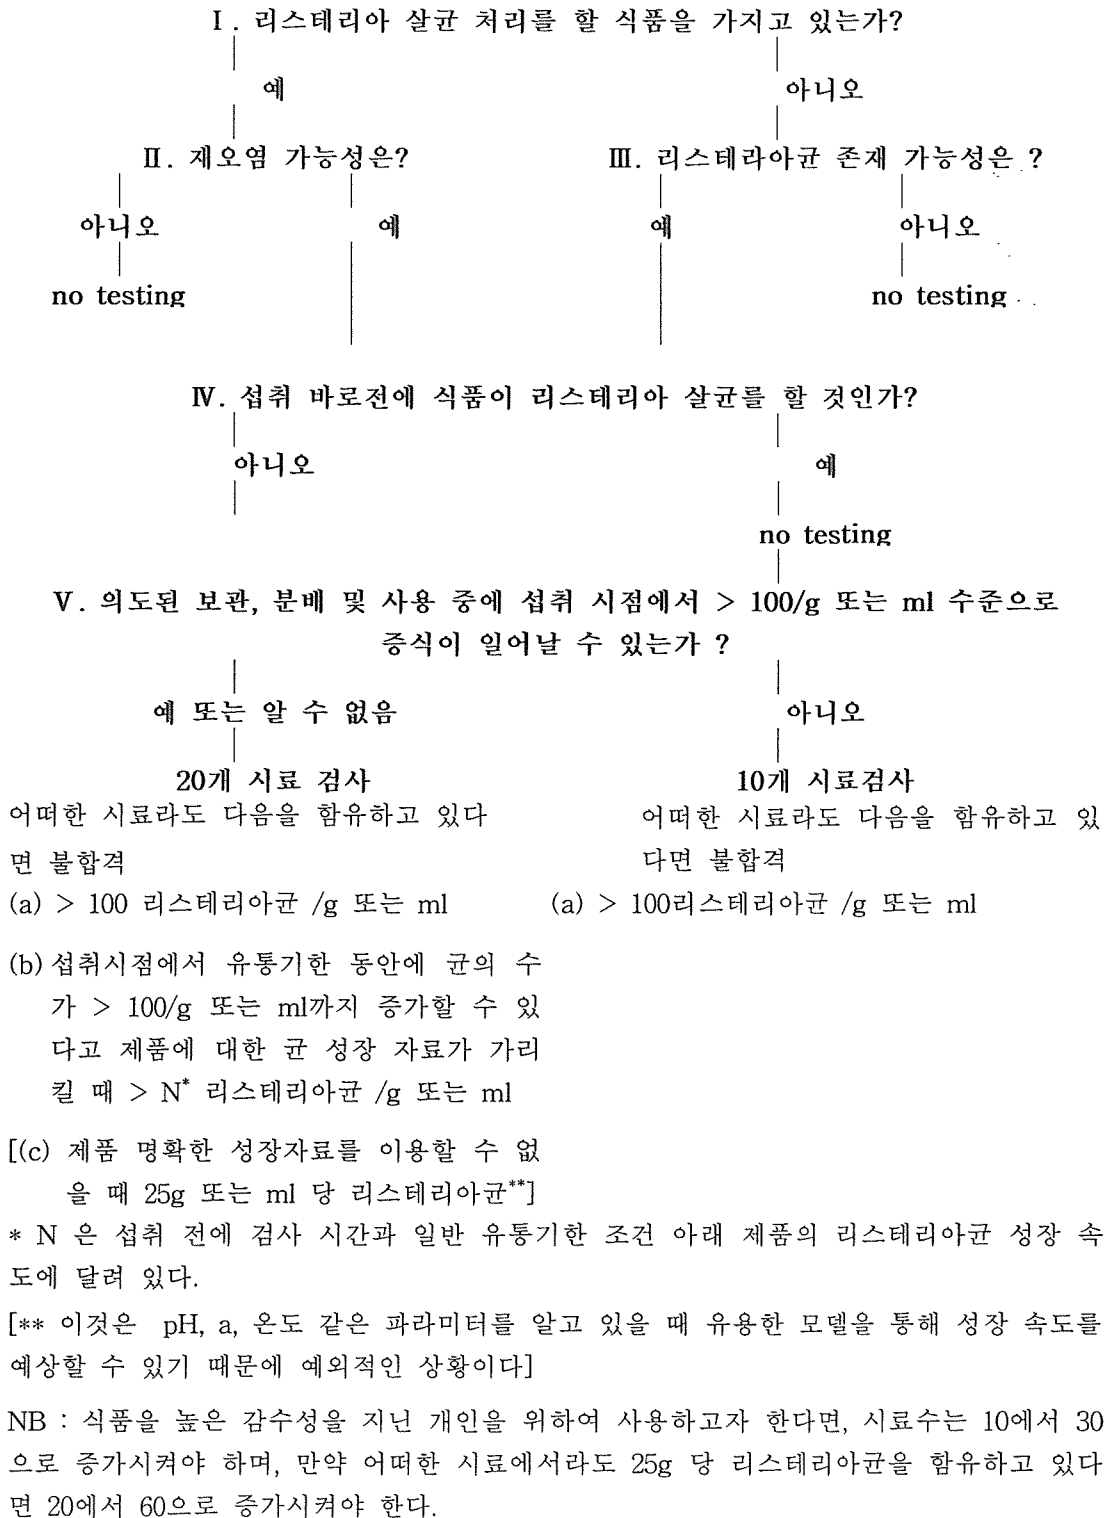 Ⅰ. 리스테리아 살균 처리를 할 식품을 가지고 있는가?
예 아니오
Ⅱ. 재오염 가능성은? Ⅲ. 리스테라아균 존재 가능성은 ?
아니오 예 예 아니오
no testing no testing
Ⅳ. 섭취 바로전에 식품이 리스테리아 살균를 할 것인가?
아니오 예
no testing
Ⅴ. 의도된 보관, 분배 및 사용 중에 섭취 시점에서 > 100/g 또는 ml 수준으로
증식이 일어날 수 있는가 ?
예 또는 알 수 없음 아니오
20개 시료 검사 10개 시료검사
어떠한 시료라도 다음을 함유하고 있다 어떠한 시료라도 다음을 함유하고 있
면 불합격 다면 불합격
(a) > 100 리스테리아균 /g 또는 ml (a) > 100리스테리아균 /g 또는 ml
(b) 섭취시점에서 유통기한 동안에 균의 수
가 > 100/g 또는 ml까지 증가할 수 있
다고 제품에 대한 균 성장 자료가 가리
킬 때 > N* 리스테리아균 /g 또는 ml
[(c) 제품 명확한 성장자료를 이용할 수 없
을 때 25g 또는 ml 당 리스테리아균**]
* N 은 섭취 전에 검사 시간과 일반 유통기한 조건 아래 제품의 리스테리아균 성장 속
도에 달려 있다.
[** 이것은 pH, a, 온도 같은 파라미터를 알고 있을 때 유용한 모델을 통해 성장 속도를
예상할 수 있기 때문에 예외적인 상황이다]
NB : 식품을 높은 감수성을 지닌 개인을 위하여 사용하고자 한다면, 시료수는 10에서 30
으로 증가시켜야 하며, 만약 어떠한 시료에서라도 25g 당 리스테리아균을 함유하고 있다
면 20에서 60으로 증가시켜야 한다.